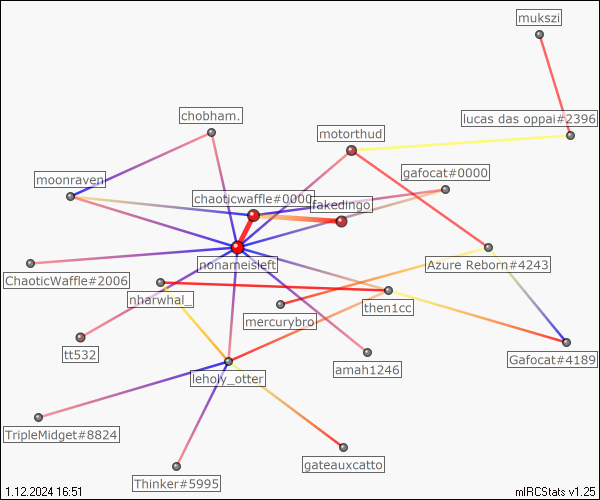 mukszi
chobham.
lucas das oppai#2396
motorthud
gafocat#0000
moonraven
chaoticwaffle#0000
fakedingo
nonameisleft
Azure Reborn#4243
ChaoticWaffle#2006
nharwhal_
then1cc
mercurybro
tt532
Gafocat#4189
amah1246
leholy_otter
TripleMidget#8824
gateauxcatto
Thinker#5995
1.12.2024 16:51
mIRCStats v1.25